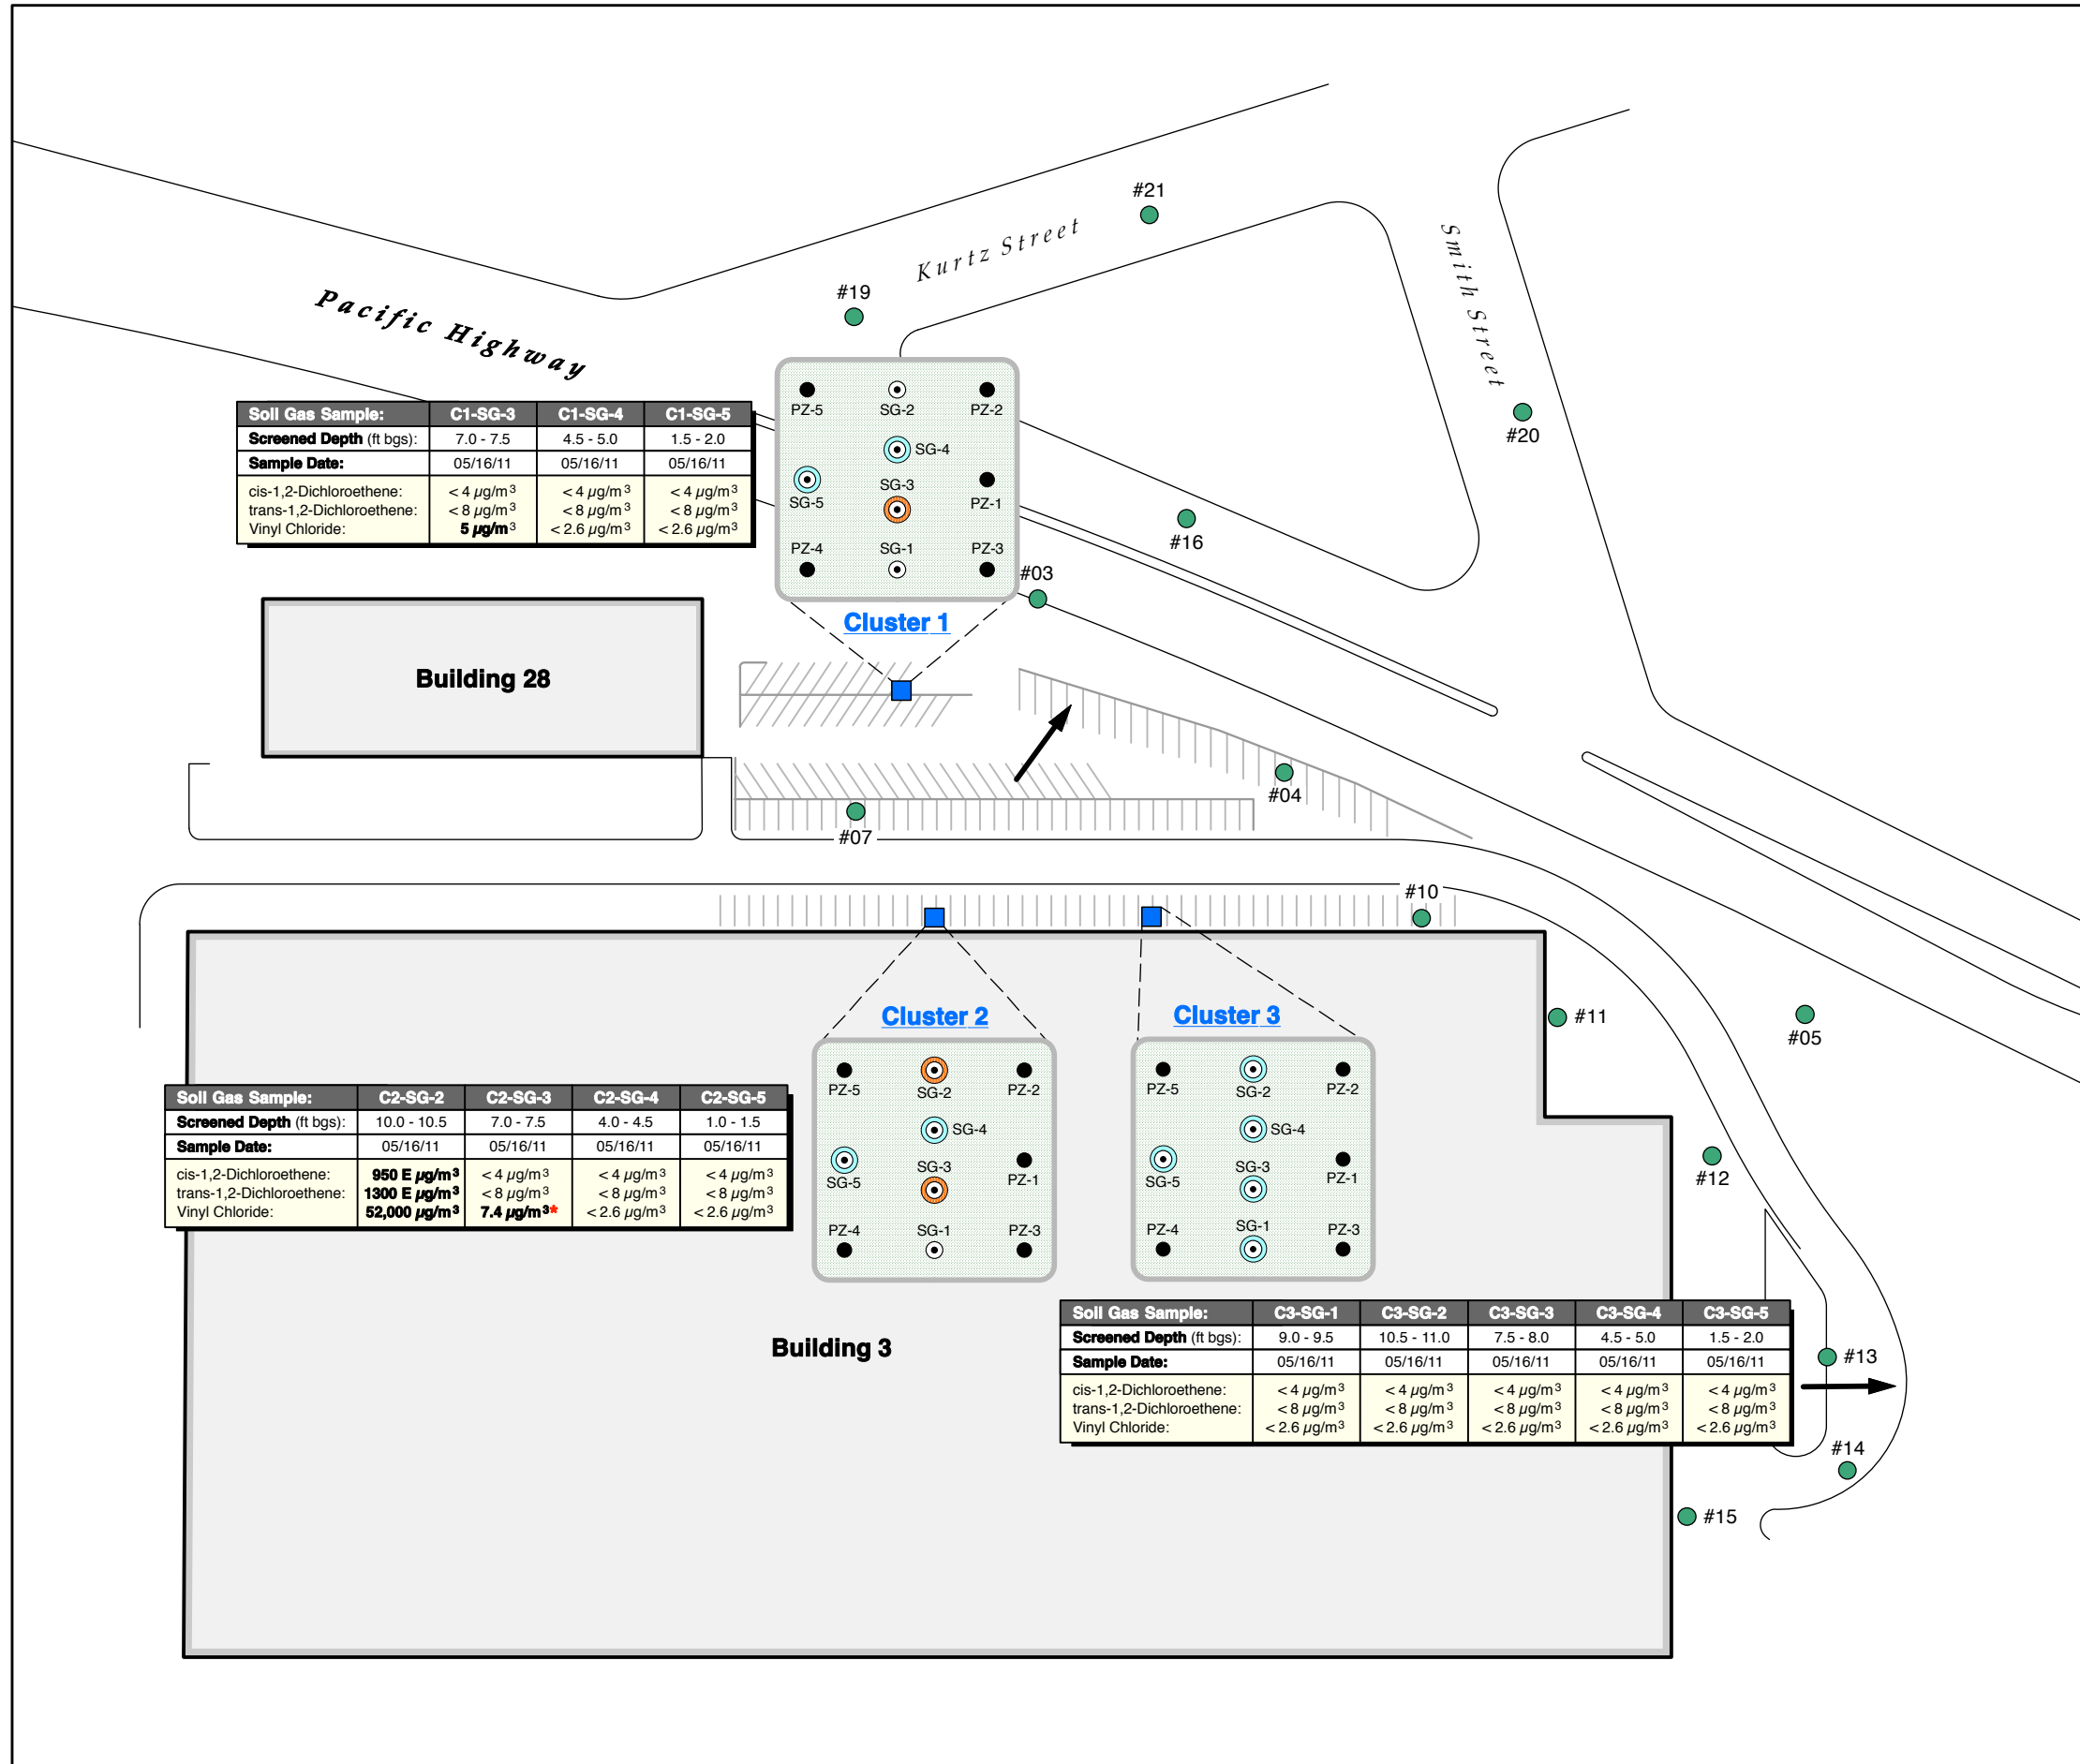 #21
Kurtz Street
Smith Street
#19
Pacific Highway
#20
PZ-5 SG-2 PZ-2
SG-4
SG-3
SG-5 PZ-1
PZ-4 SG-1 PZ-3
Cluster 1
Soil Gas Sample: C1-SG-3 C1-SG-4 C1-SG-5
Screened Depth (ft bgs): 7.0 - 7.5 4.5 - 5.0 1.5 - 2.0
Sample Date: 05/16/11 05/16/11 05/16/11
cis-1,2-Dichloroethene: < 4 µg/m³ < 4 µg/m³ < 4 µg/m³
trans-1,2-Dichloroethene: < 8 µg/m³ < 8 µg/m³ < 8 µg/m³
Vinyl Chloride: 5 µg/m³ < 2.6 µg/m³ < 2.6 µg/m³
#16
#03
Building 28
#04
#07
#10
#11
#05
Cluster 2
PZ-5 SG-2 PZ-2
SG-4
SG-3
SG-5 PZ-1
PZ-4 SG-1 PZ-3
Cluster 3
PZ-5 SG-2 PZ-2
SG-4
SG-3
SG-5 PZ-1
PZ-4 SG-1 PZ-3
Soil Gas Sample: C2-SG-2 C2-SG-3 C2-SG-4 C2-SG-5
Screened Depth (ft bgs): 10.0 - 10.5 7.0 - 7.5 4.0 - 4.5 1.0 - 1.5
Sample Date: 05/16/11 05/16/11 05/16/11 05/16/11
cis-1,2-Dichloroethene: 950 E µg/m³ < 4 µg/m³ < 4 µg/m³ < 4 µg/m³
trans-1,2-Dichloroethene: 1300 E µg/m³ < 8 µg/m³ < 8 µg/m³ < 8 µg/m³
Vinyl Chloride: 52,000 µg/m³ 7.4 µg/m³* < 2.6 µg/m³ < 2.6 µg/m³
#12
Building 3
Soil Gas Sample: C3-SG-1 C3-SG-2 C3-SG-3 C3-SG-4 C3-SG-5
Screened Depth (ft bgs): 9.0 - 9.5 10.5 - 11.0 7.5 - 8.0 4.5 - 5.0 1.5 - 2.0
Sample Date: 05/16/11 05/16/11 05/16/11 05/16/11 05/16/11
cis-1,2-Dichloroethene: < 4 µg/m³ < 4 µg/m³ < 4 µg/m³ < 4 µg/m³ < 4 µg/m³
trans-1,2-Dichloroethene: < 8 µg/m³ < 8 µg/m³ < 8 µg/m³ < 8 µg/m³ < 8 µg/m³
Vinyl Chloride: < 2.6 µg/m³ < 2.6 µg/m³ < 2.6 µg/m³ < 2.6 µg/m³ < 2.6 µg/m³
#13
#14
#15